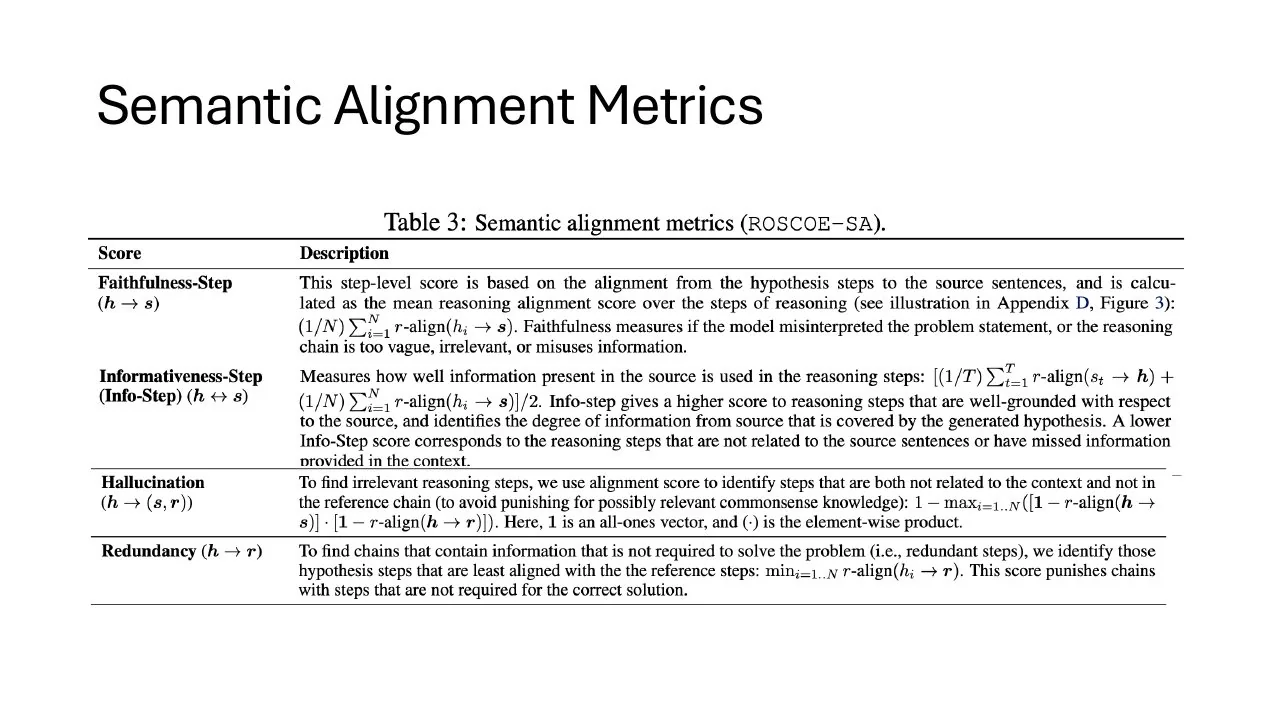 Semantic Alignment Metrics
Table 3: Semantic alignment metrics (ROSCOE-SA).
Score Description
Faithfulness-Step This step-level score is based on the alignment from the hypothesis steps to the source sentences, and is calcu-
(h → s) lated as the mean reasoning alignment score over the steps of reasoning (see illustration in Appendix D, Figure 3):
(1/N) ∑_{i=1}^{N} r-align(h_i → s). Faithfulness measures if the model misinterpreted the problem statement, or the reasoning
chain is too vague, irrelevant, or misuses information.
Informativeness-Step Measures how well information present in the source is used in the reasoning steps: [(1/T) ∑_{t=1}^{T} r-align(s_t → h) +
(Info-Step) (h ↔ s) (1/N) ∑_{i=1}^{N} r-align(h_i → s)]/2. Info-step gives a higher score to reasoning steps that are well-grounded with respect
to the source, and identifies the degree of information from source that is covered by the generated hypothesis. A lower
Info-Step score corresponds to the reasoning steps that are not related to the source sentences or have missed information
provided in the context.
Hallucination To find irrelevant reasoning steps, we use alignment score to identify steps that are both not related to the context and not in
(h → (s, r)) the reference chain (to avoid punishing for possibly relevant commonsense knowledge): 1 − max_{i=1..N}([1 − r-align(h →
s)] · [1 − r-align(h → r)]). Here, 1 is an all-ones vector, and (·) is the element-wise product.
Redundancy (h → r) To find chains that contain information that is not required to solve the problem (i.e., redundant steps), we identify those
hypothesis steps that are least aligned with the the reference steps: min_{i=1..N} r-align(h_i → r). This score punishes chains
with steps that are not required for the correct solution.